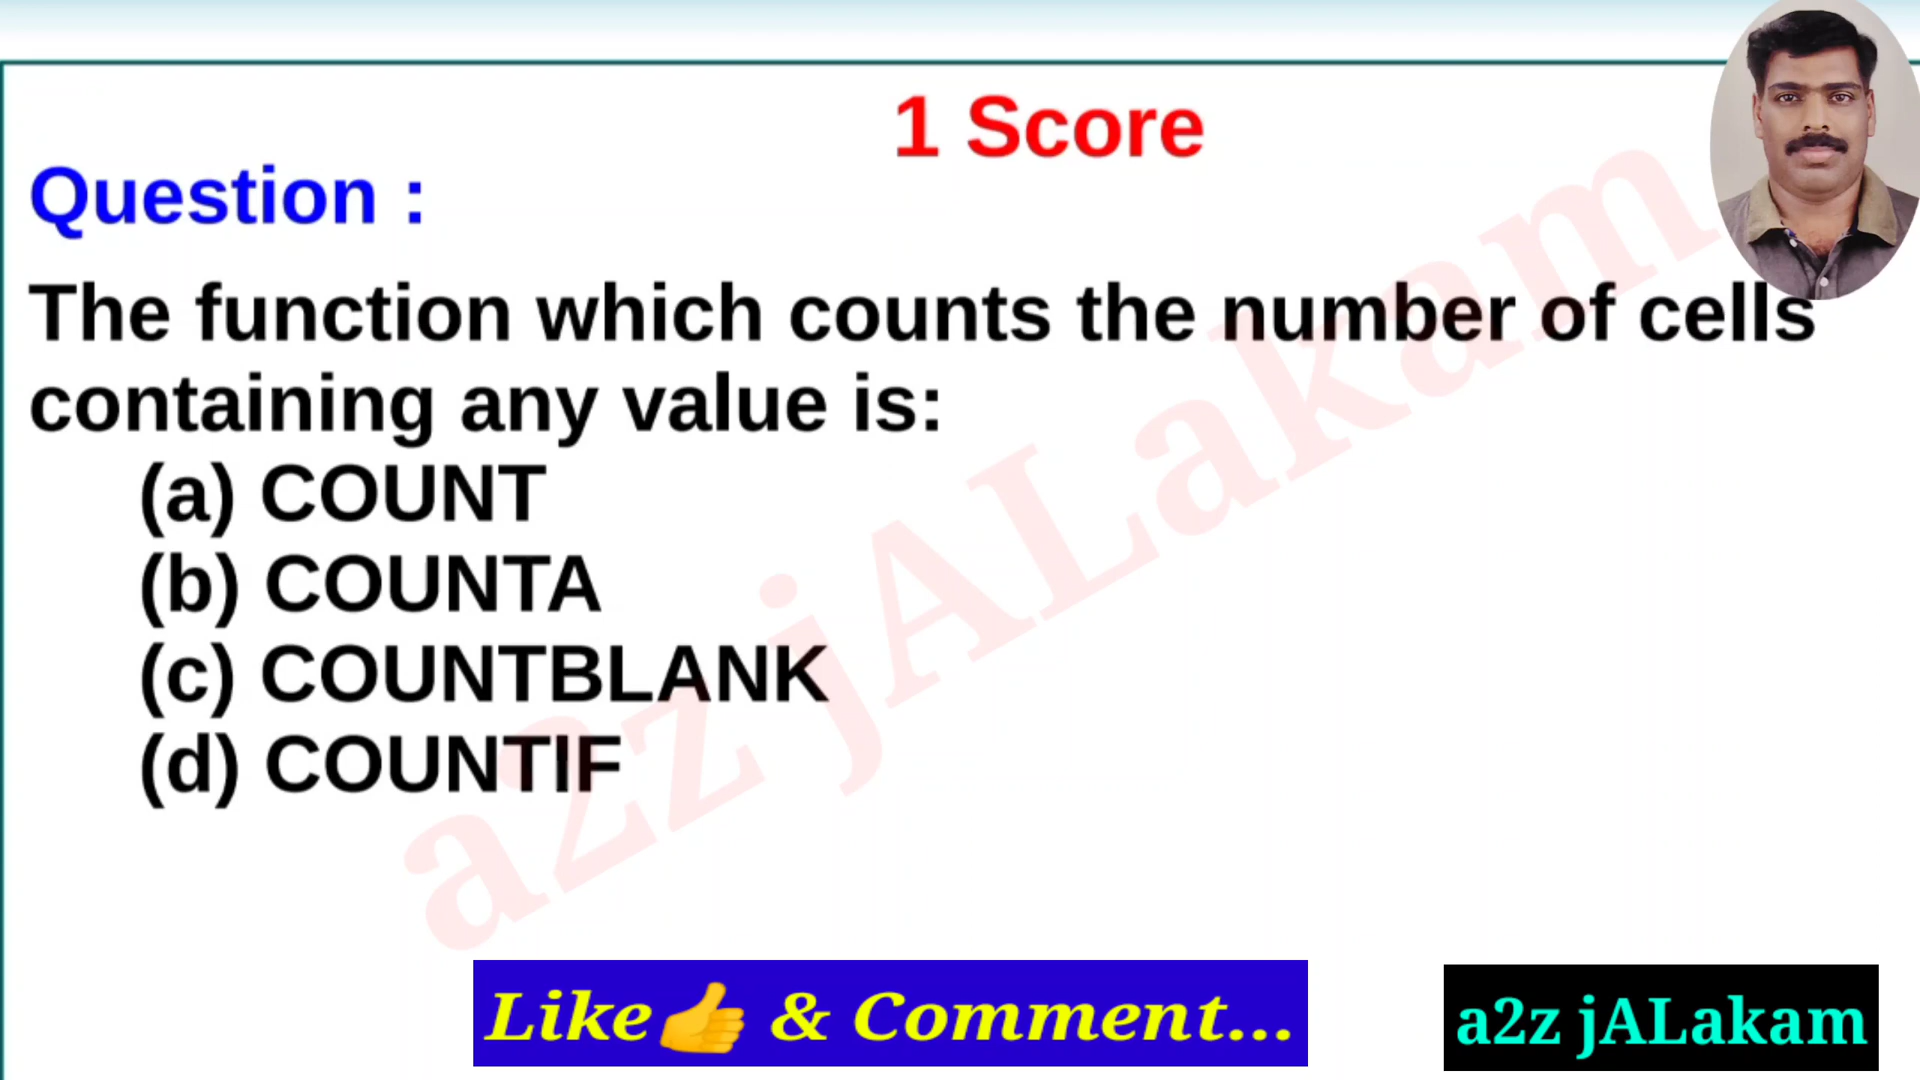 1 Score
Question :
The function which counts the number of cells
containing any value is:
(a) COUNT
(b) COUNTA
(c) COUNTBLANK
(d) COUNTIF
a2z jALakam
Like👍 & Comment...
a2z jALakam